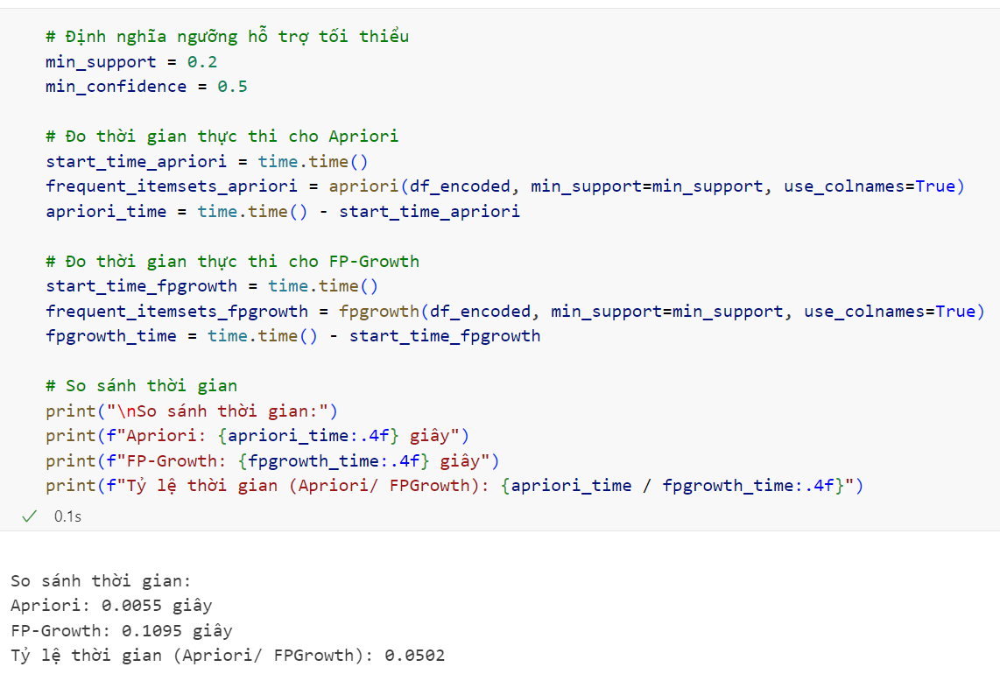 # Định nghĩa ngưỡng hỗ trợ tối thiểu
min_support = 0.2
min_confidence = 0.5
# Đo thời gian thực thi cho Apriori
start_time_apriori = time.time()
frequent_itemsets_apriori = apriori(df_encoded, min_support=min_support, use_colnames=True)
apriori_time = time.time() - start_time_apriori
# Đo thời gian thực thi cho FP-Growth
start_time_fpgrowth = time.time()
frequent_itemsets_fpgrowth = fpgrowth(df_encoded, min_support=min_support, use_colnames=True)
fpgrowth_time = time.time() - start_time_fpgrowth
# So sánh thời gian
print("\nSo sánh thời gian:")
print(f"Apriori: {apriori_time:.4f} giây")
print(f"FP-Growth: {fpgrowth_time:.4f} giây")
print(f"Tỷ lệ thời gian (Apriori/ FPGrowth): {apriori_time / fpgrowth_time:.4f}")
0.1s
So sánh thời gian:
Apriori: 0.0055 giây
FP-Growth: 0.1095 giây
Tỷ lệ thời gian (Apriori/ FPGrowth): 0.0502